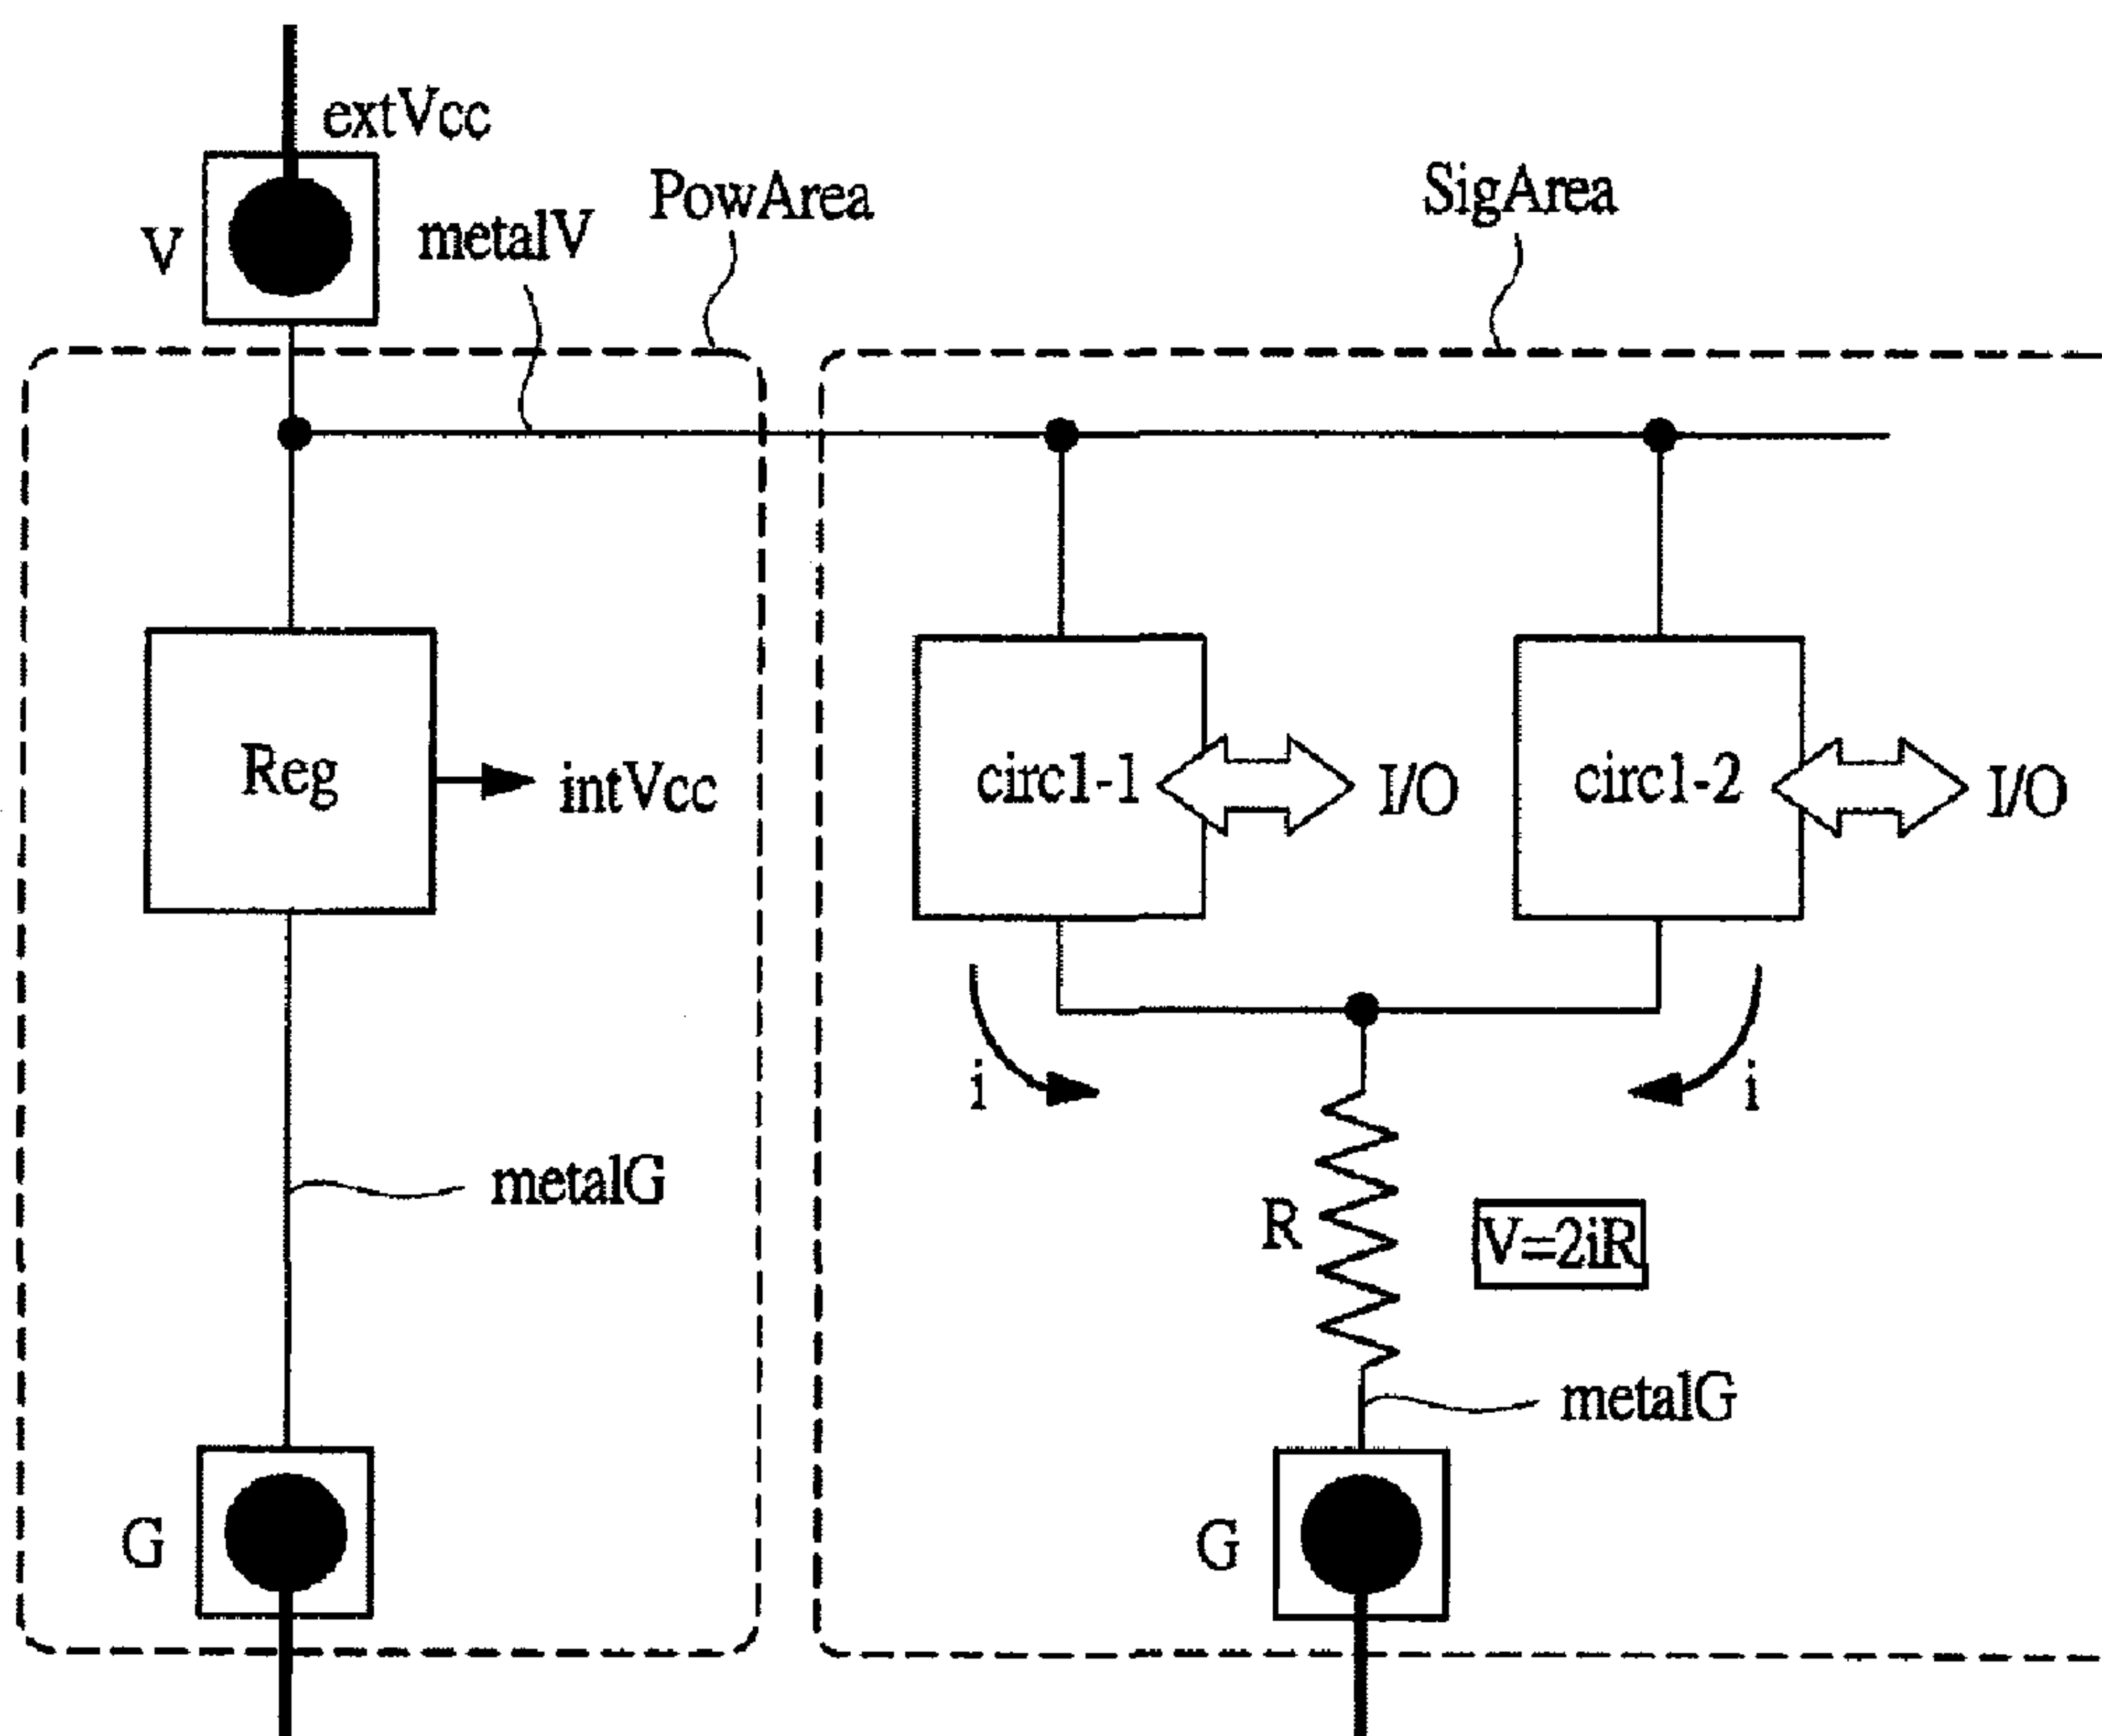 extVcc
V
metalV
PowArea
SigArea
Reg
intVcc
circ1-1
I/O
circ1-2
I/O
i
i
metalG
R
V=2iR
metalG
G
G